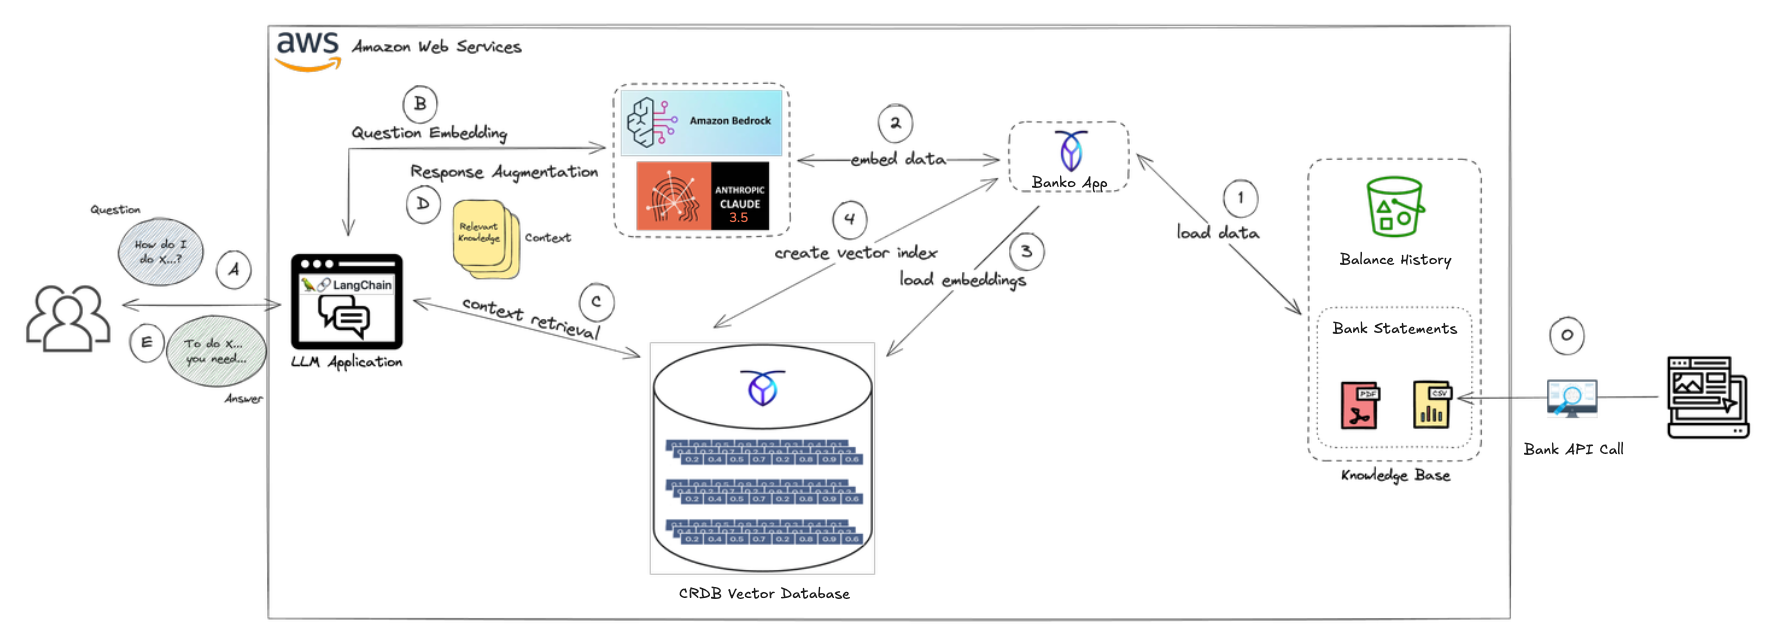 aws Amazon Web Services
B
Question Embedding
Response Augmentation
D
Relevant
Knowledge
Context
Amazon Bedrock
ANTHROPIC
CLAUDE
3.5
2
embed data
Banko App
1
load data
4
create vector index
3
load embeddings
Question
How do I
do X...?
A
E
To do X...
you need...
Answer
LangChain
LLM Application
C
context retrieval
0.2 0.4 0.5 0.7 0.2 0.8 0.9 0.6
0.2 0.4 0.5 0.7 0.2 0.8 0.9 0.6
0.2 0.4 0.5 0.7 0.2 0.8 0.9 0.6
CRDB Vector Database
Balance History
Bank Statements
PDF
CSV
Knowledge Base
0
Bank API Call